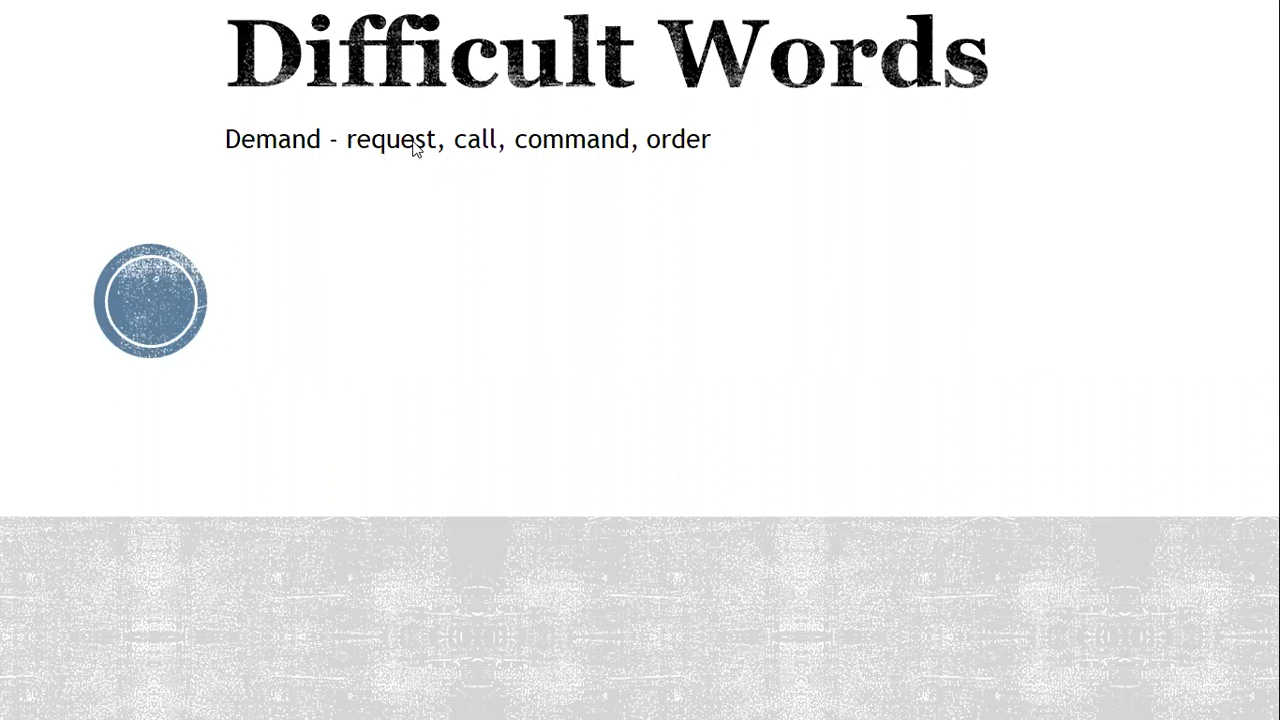 Difficult Words
Demand - request, call, command, order